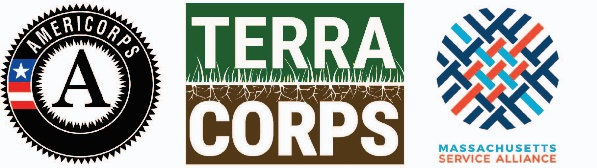 AMERICORPS
A
TERRA
CORPS
MASSACHUSETTS
SERVICE ALLIANCE